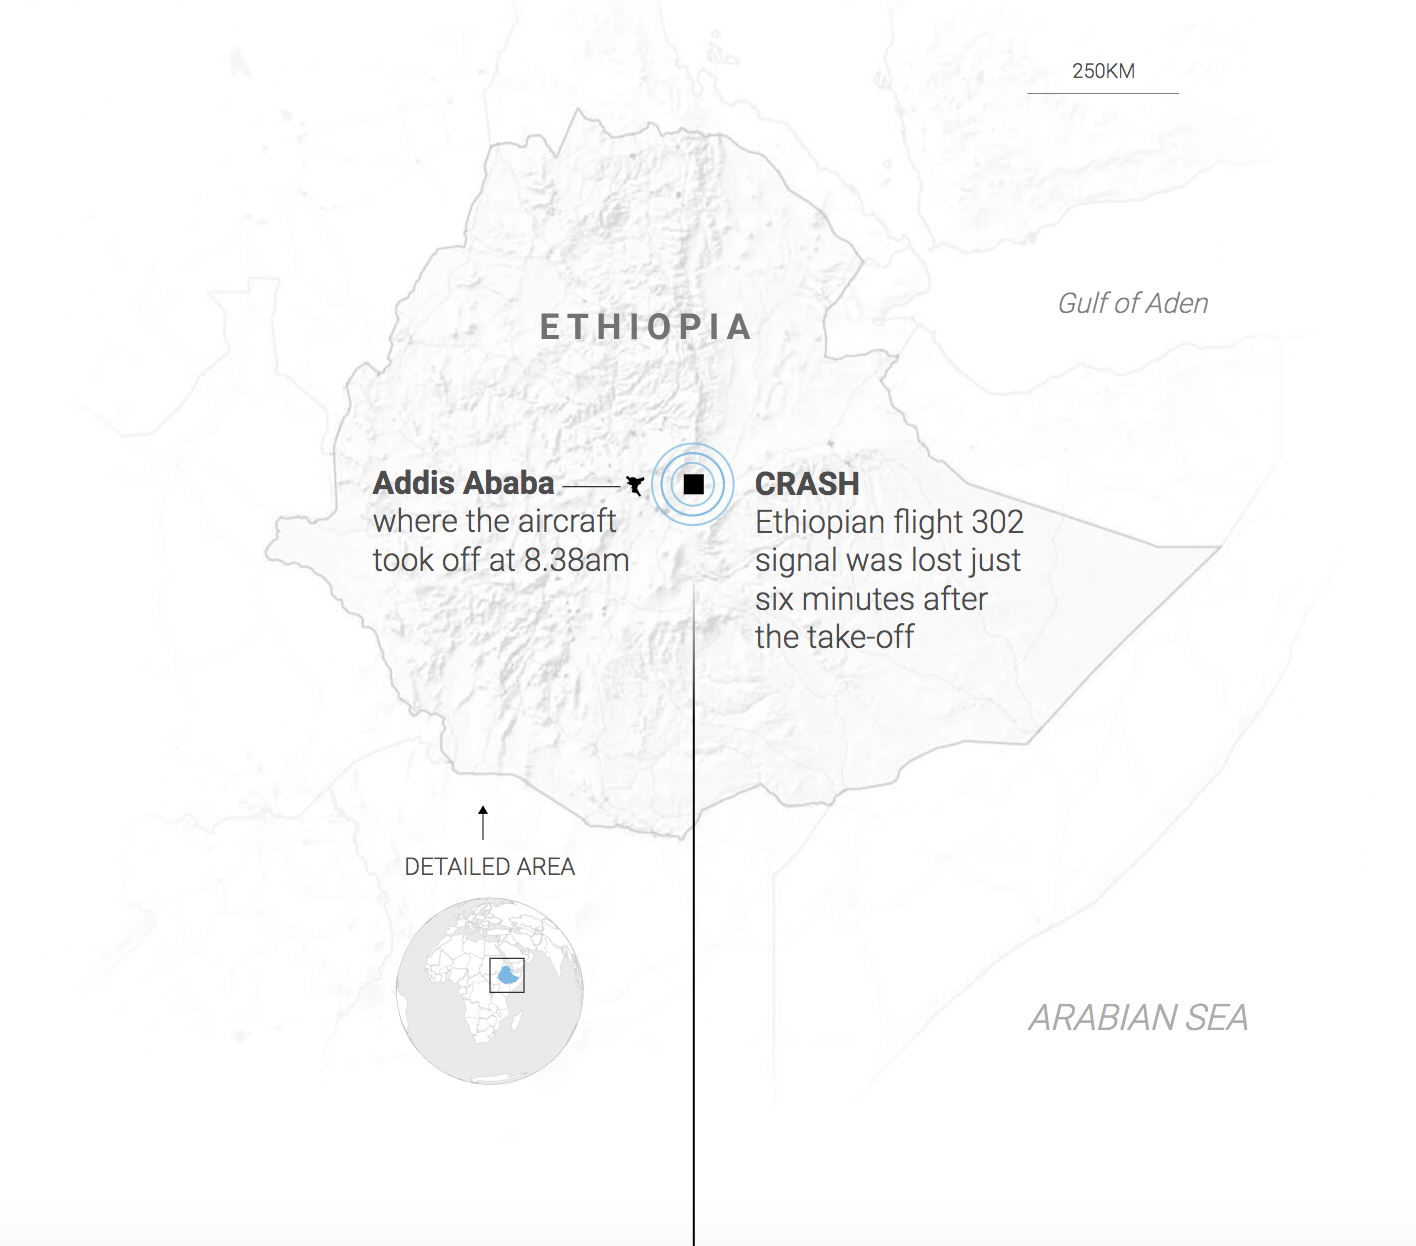 250KM
Gulf of Aden
ETHIOPIA
Addis Ababa
where the aircraft
took off at 8.38am
CRASH
Ethiopian flight 302
signal was lost just
six minutes after
the take-off
DETAILED AREA
ARABIAN SEA